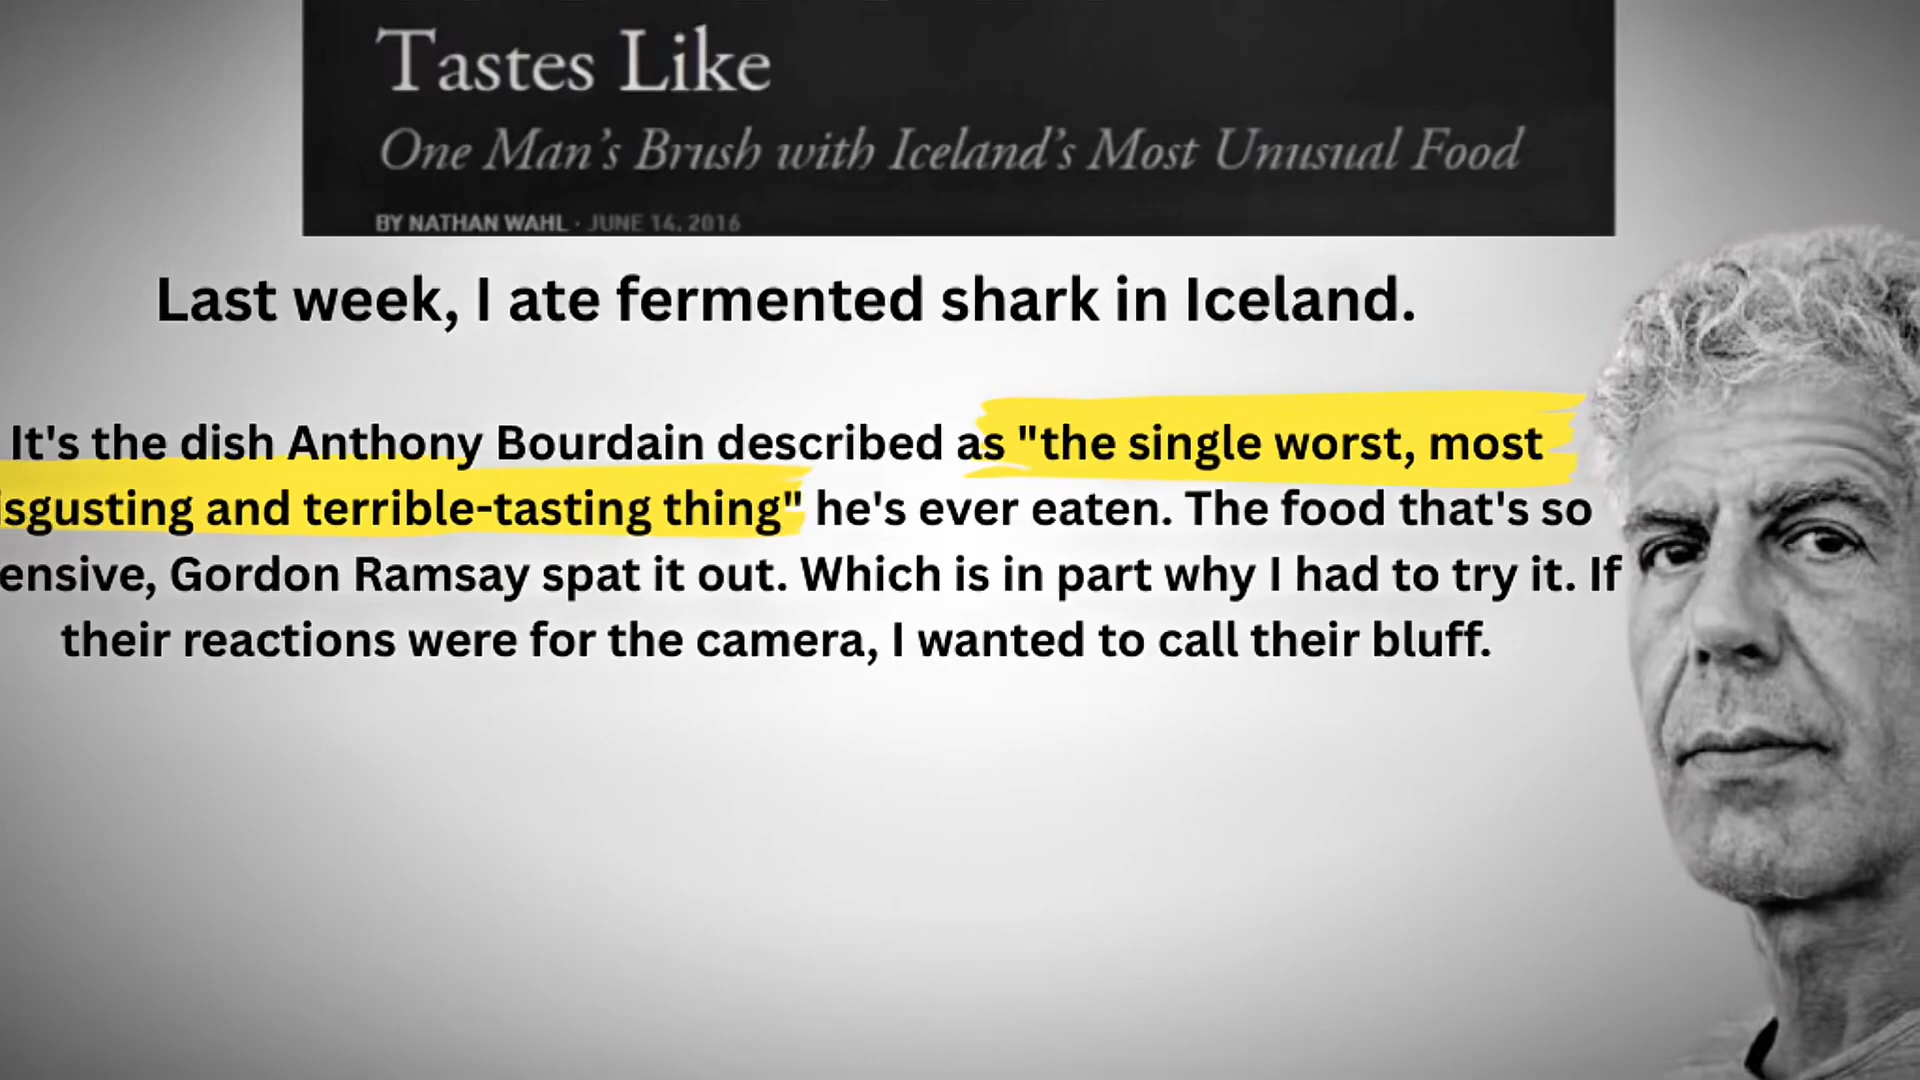 Tastes Like
One Man's Brush with Iceland's Most Unusual Food
BY NATHAN WAHL · JUNE 14, 2016
Last week, I ate fermented shark in Iceland.
It's the dish Anthony Bourdain described as "the single worst, most
isgusting and terrible-tasting thing" he's ever eaten. The food that's so
ensive, Gordon Ramsay spat it out. Which is in part why I had to try it. If
their reactions were for the camera, I wanted to call their bluff.